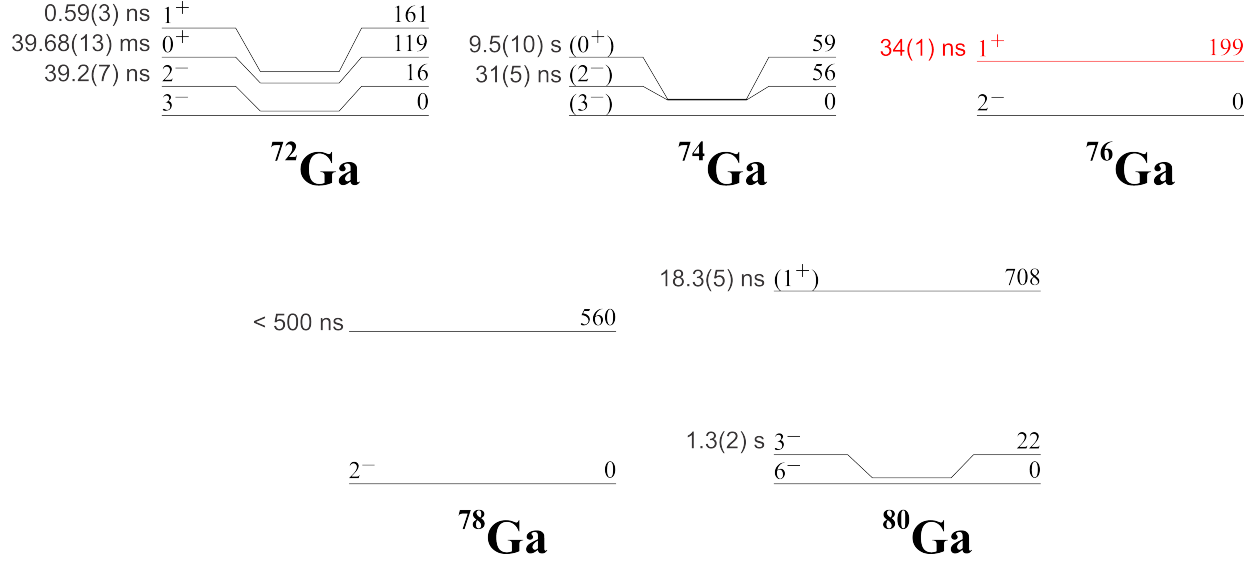 0.59(3) ns 1⁺ 161
39.68(13) ms 0⁺ 119
39.2(7) ns 2⁻ 16
3⁻ 0
⁷²Ga
9.5(10) s (0⁺) 59
31(5) ns (2⁻) 56
(3⁻) 0
⁷⁴Ga
34(1) ns 1⁺ 199
2⁻ 0
⁷⁶Ga
< 500 ns 560
2⁻ 0
⁷⁸Ga
18.3(5) ns (1⁺) 708
1.3(2) s 3⁻ 22
6⁻ 0
⁸⁰Ga